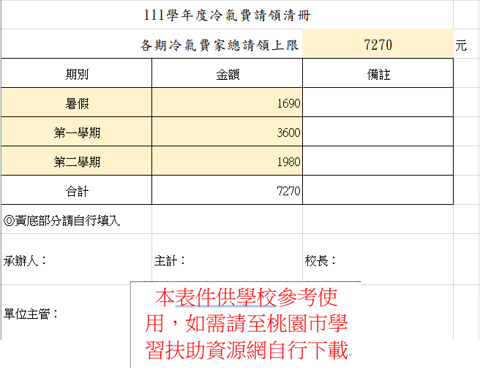 111學年度冷氣費請領清冊
各期冷氣費家總請領上限 7270 元
期別 金額 備註
暑假 1690
第一學期 3600
第二學期 1980
合計 7270
◎黃底部分請自行填入
承辦人： 主計： 校長：
單位主管：
本表件供學校參考使
用，如需請至桃園市學
習扶助資源網自行下載